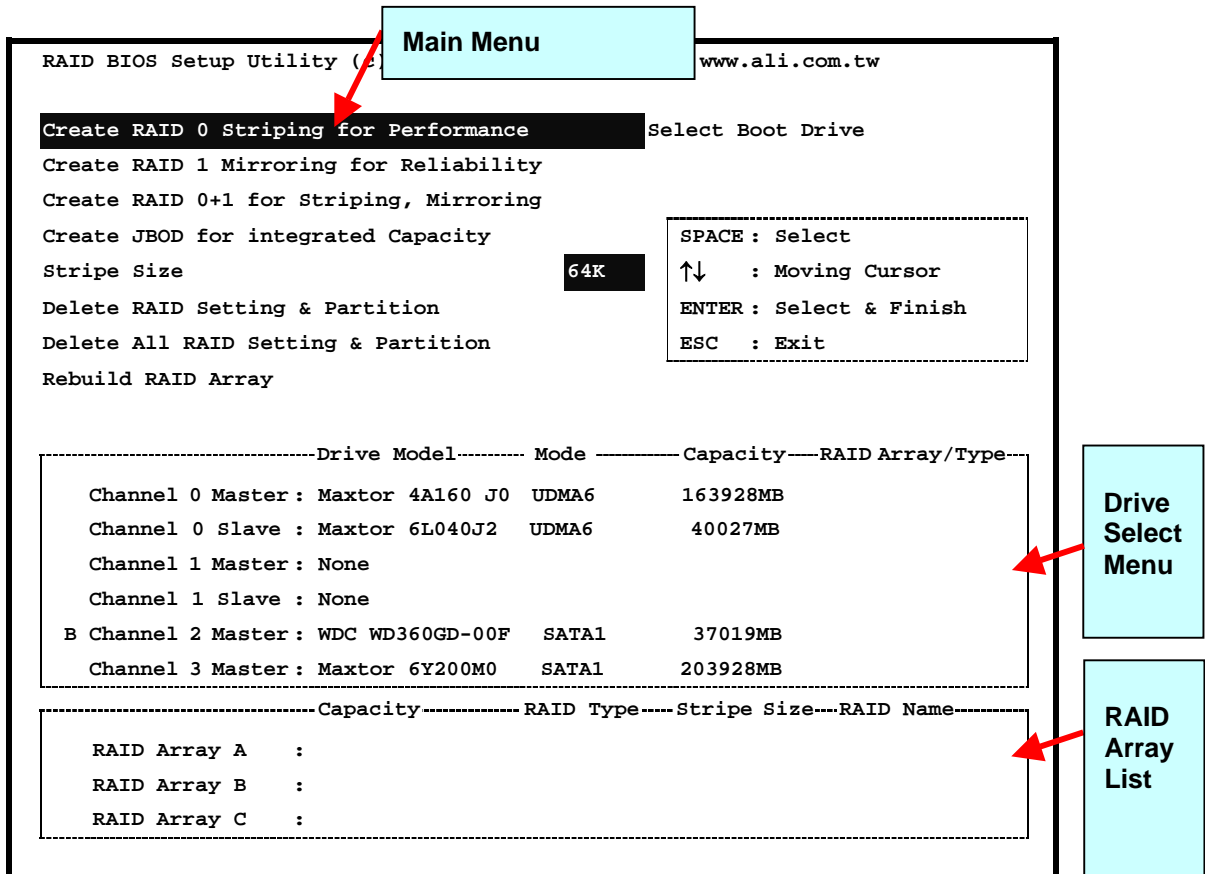 Main Menu
RAID BIOS Setup Utility (c) www.ali.com.tw
Create RAID 0 Striping for Performance Select Boot Drive
Create RAID 1 Mirroring for Reliability
Create RAID 0+1 for Striping, Mirroring
Create JBOD for integrated Capacity SPACE : Select
Stripe Size 64K ↑↓ : Moving Cursor
Delete RAID Setting & Partition ENTER : Select & Finish
Delete All RAID Setting & Partition ESC : Exit
Rebuild RAID Array
Drive Model Mode Capacity RAID Array/Type
Channel 0 Master : Maxtor 4A160 J0 UDMA6 163928MB
Channel 0 Slave : Maxtor 6L040J2 UDMA6 40027MB
Channel 1 Master : None
Channel 1 Slave : None
B Channel 2 Master : WDC WD360GD-00F SATA1 37019MB
Channel 3 Master : Maxtor 6Y200M0 SATA1 203928MB
Drive
Select
Menu
Capacity RAID Type Stripe Size RAID Name
RAID Array A :
RAID Array B :
RAID Array C :
RAID
Array
List